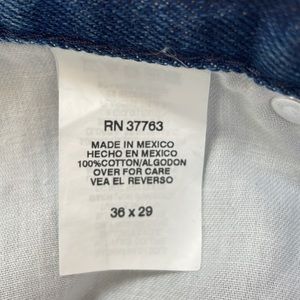 RN 37763
MADE IN MEXICO
HECHO EN MEXICO
100%COTTON/ALGODON
OVER FOR CARE
VEA EL REVERSO
36 x 29